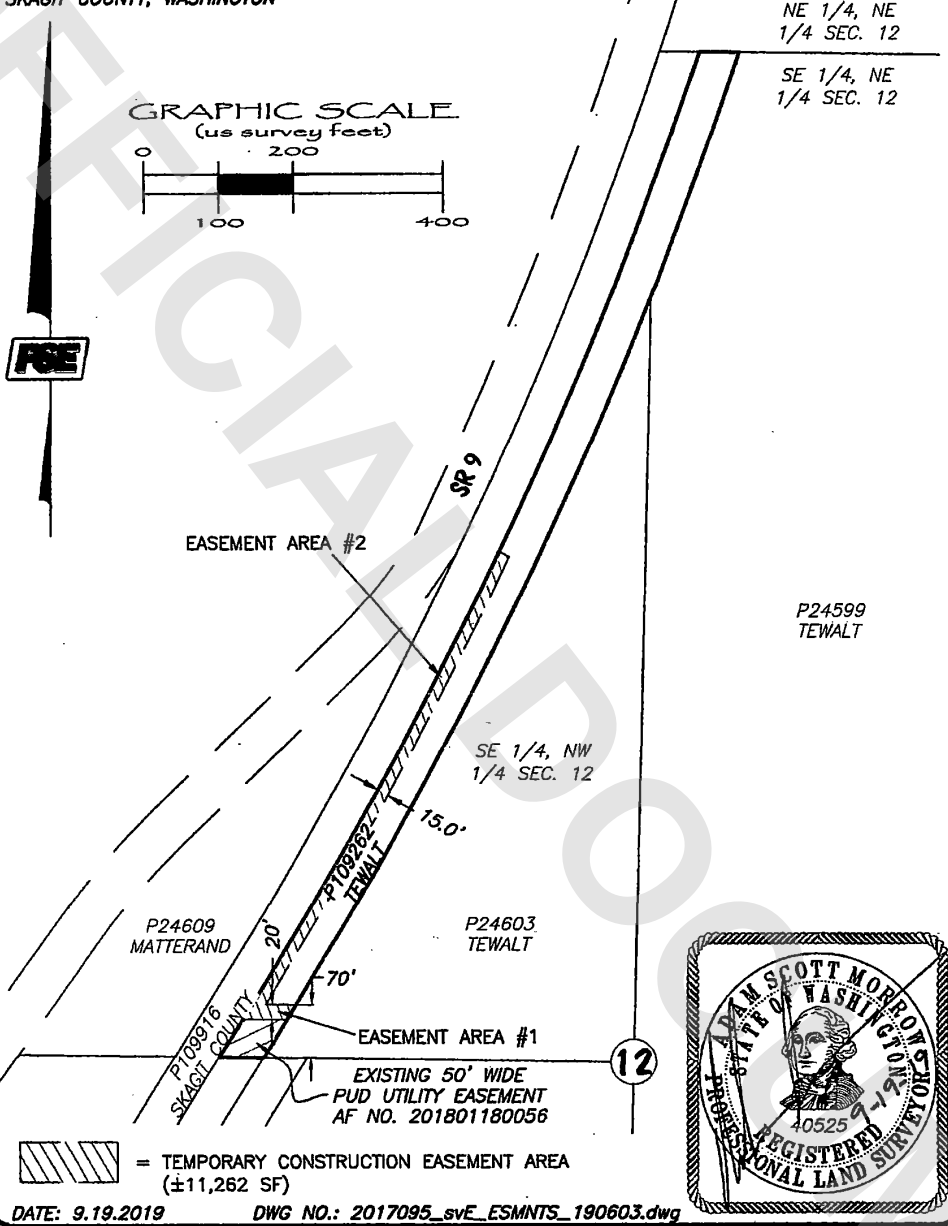 SKAGIT COUNTY, WASHINGTON
NE 1/4, NE
1/4 SEC. 12
SE 1/4, NE
1/4 SEC. 12
GRAPHIC SCALE
(us survey feet)
0 200
100 400
PSE
SR 9
EASEMENT AREA #2
P24599
TEWALT
SE 1/4, NW
1/4 SEC. 12
15.0'
P109262
TEWALT
P24609
MATTERAND
P24603
TEWALT
20'
70'
P109916
SKAGIT COUNTY
EASEMENT AREA #1
12
EXISTING 50' WIDE
PUD UTILITY EASEMENT
AF NO. 201801180056
ADAM SCOTT MORROW
STATE OF WASHINGTON
40525
9-19-
REGISTERED
PROFESSIONAL LAND SURVEYOR
= TEMPORARY CONSTRUCTION EASEMENT AREA
(±11,262 SF)
DATE: 9.19.2019 DWG NO.: 2017095_svE_ESMNTS_190603.dwg
FFICIAL DOC